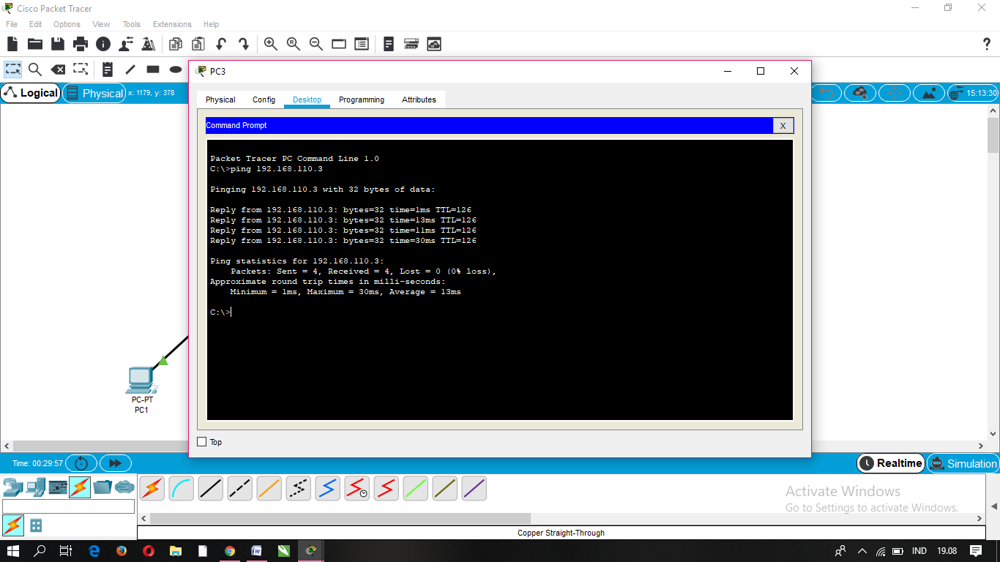 Cisco Packet Tracer
File Edit Options View Tools Extensions Help
?
Logical Physical x: 1179, y: 378
15:13:30
PC3
Physical Config Desktop Programming Attributes
Command Prompt
X
Packet Tracer PC Command Line 1.0
C:\>ping 192.168.110.3
Pinging 192.168.110.3 with 32 bytes of data:
Reply from 192.168.110.3: bytes=32 time=1ms TTL=126
Reply from 192.168.110.3: bytes=32 time=13ms TTL=126
Reply from 192.168.110.3: bytes=32 time=11ms TTL=126
Reply from 192.168.110.3: bytes=32 time=30ms TTL=126
Ping statistics for 192.168.110.3:
Packets: Sent = 4, Received = 4, Lost = 0 (0% loss),
Approximate round trip times in milli-seconds:
Minimum = 1ms, Maximum = 30ms, Average = 13ms
C:\>
PC-PT
PC1
Top
Time: 00:29:57
Realtime Simulation
Activate Windows
Go to Settings to activate Windows.
Copper Straight-Through
IND 19.08